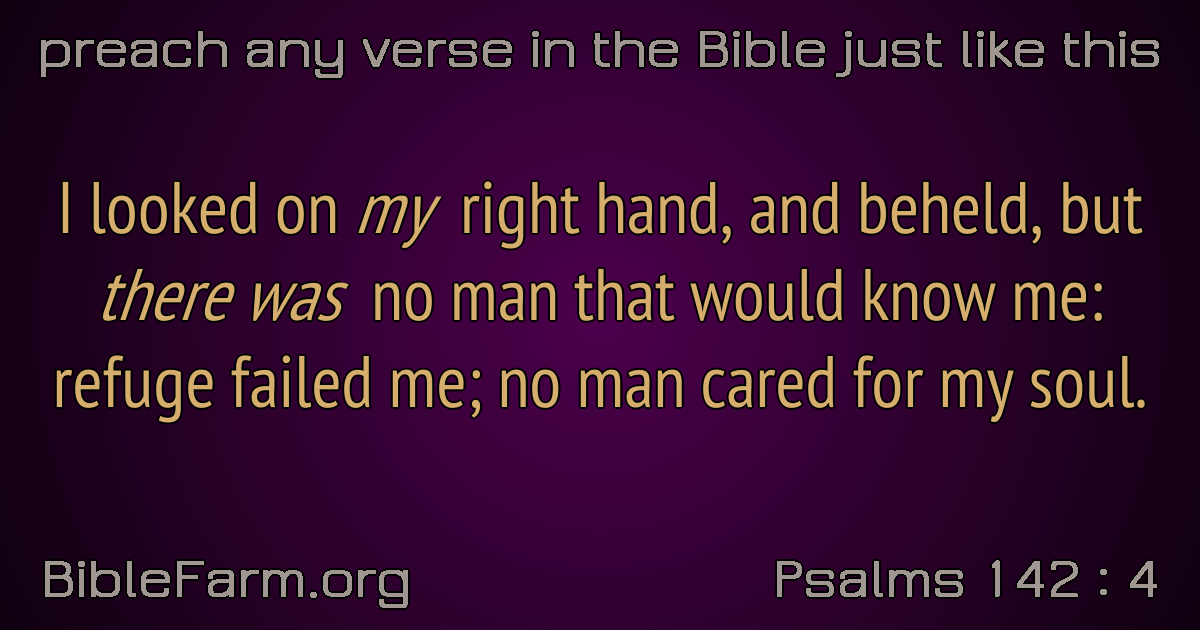 preach any verse in the Bible just like this
I looked on my right hand, and beheld, but
there was no man that would know me:
refuge failed me; no man cared for my soul.
BibleFarm.org
Psalms 142 : 4